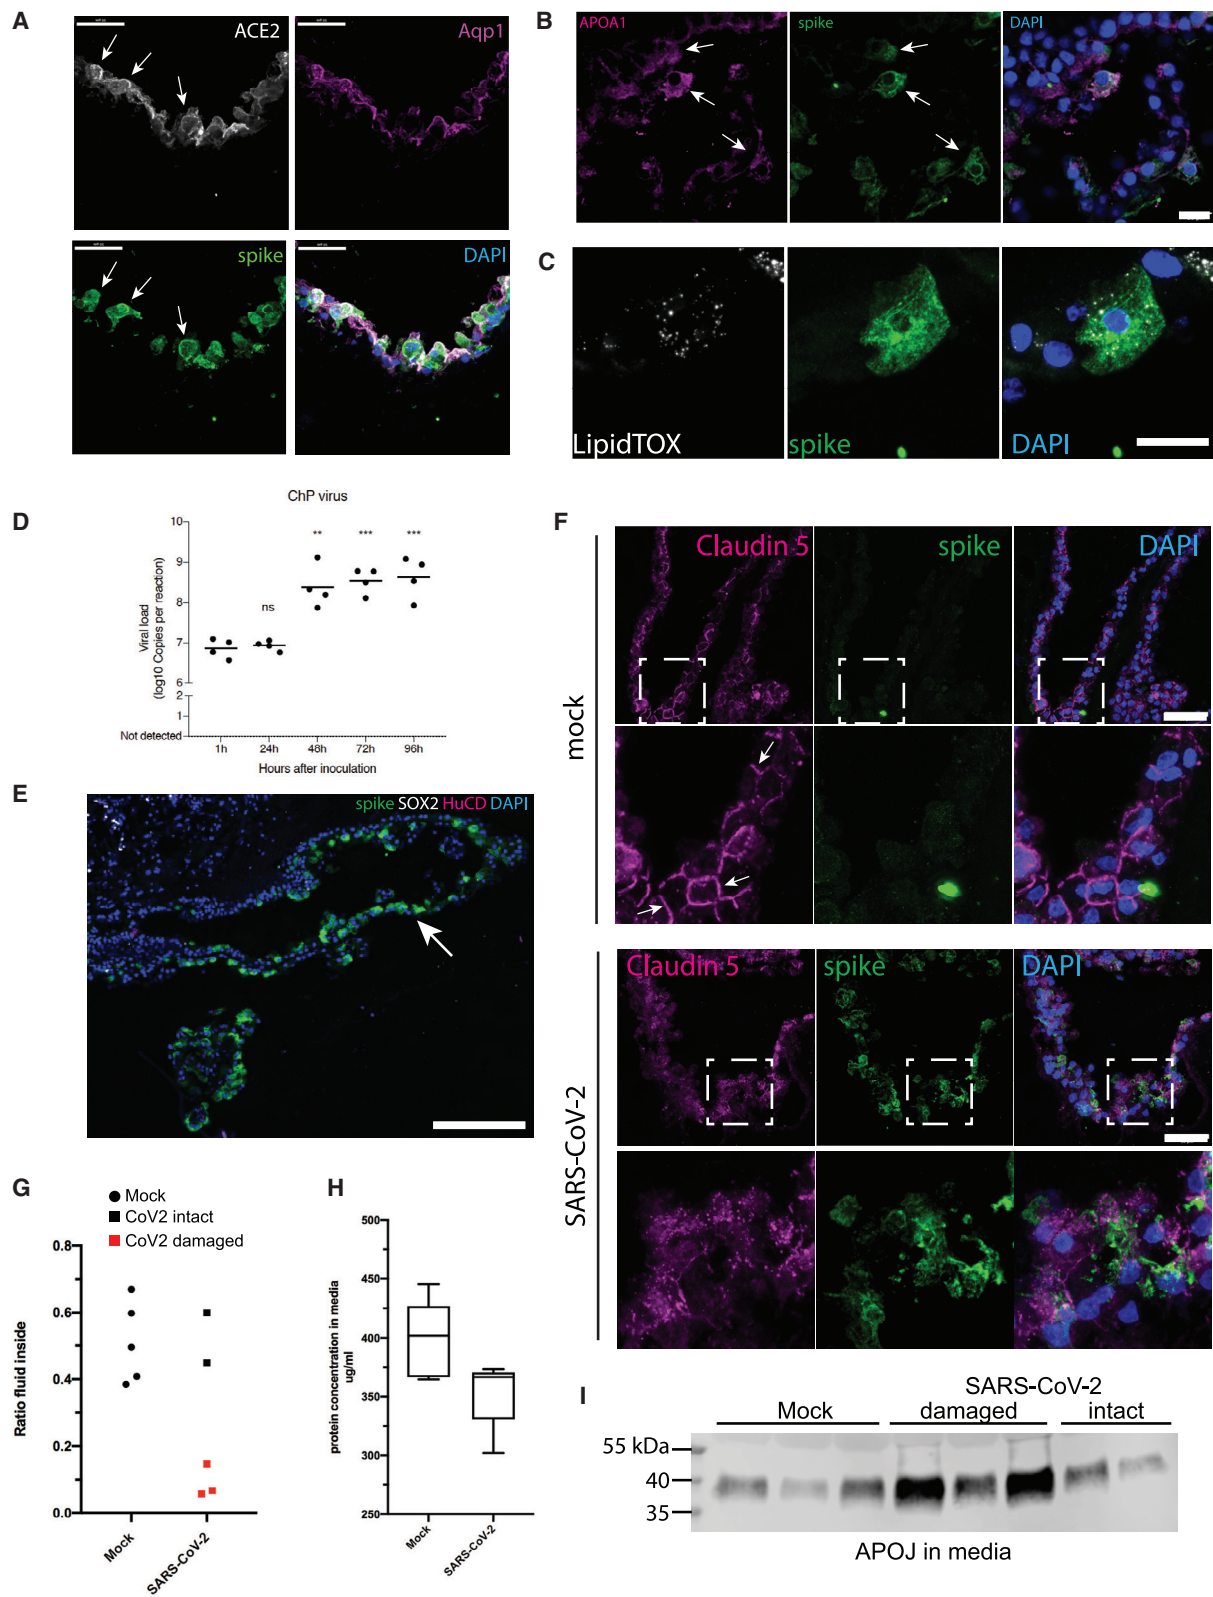 A
ACE2
Aqp1
spike
DAPI
B
APOA1
spike
DAPI
C
LipidTOX
spike
DAPI
D
ChP virus
Viral load
(log10 Copies per reaction)
10
9
8
7
6
2
1
Not detected
ns
**
***
***
1h
24h
48h
72h
96h
Hours after inoculation
E
spike SOX2 HuCD DAPI
F
mock
Claudin 5
spike
DAPI
SARS-CoV-2
Claudin 5
spike
DAPI
G
Mock
CoV2 intact
CoV2 damaged
Ratio fluid inside
0.8
0.6
0.4
0.2
0.0
Mock
SARS-CoV-2
H
protein concentration in media
ug/ml
500
450
400
350
300
250
Mock
SARS-CoV-2
I
SARS-CoV-2
Mock
damaged
intact
55 kDa
40
35
APOJ in media